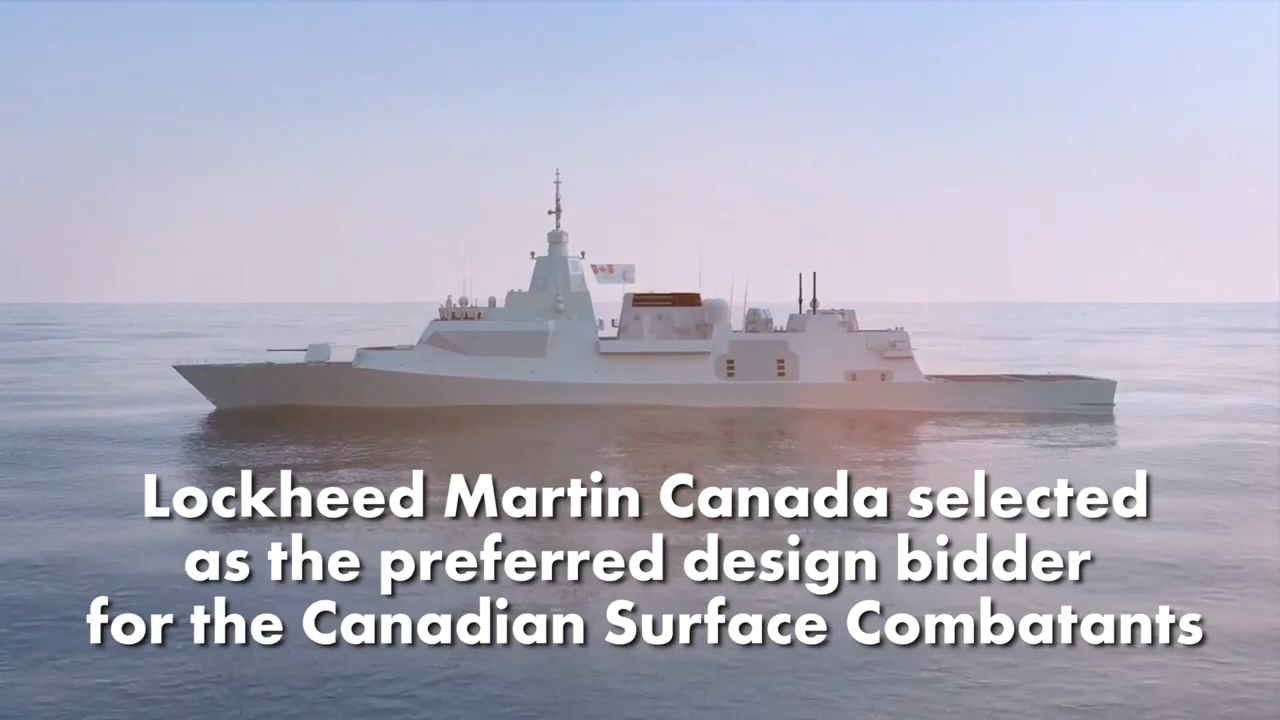 Lockheed Martin Canada selected
as the preferred design bidder
for the Canadian Surface Combatants